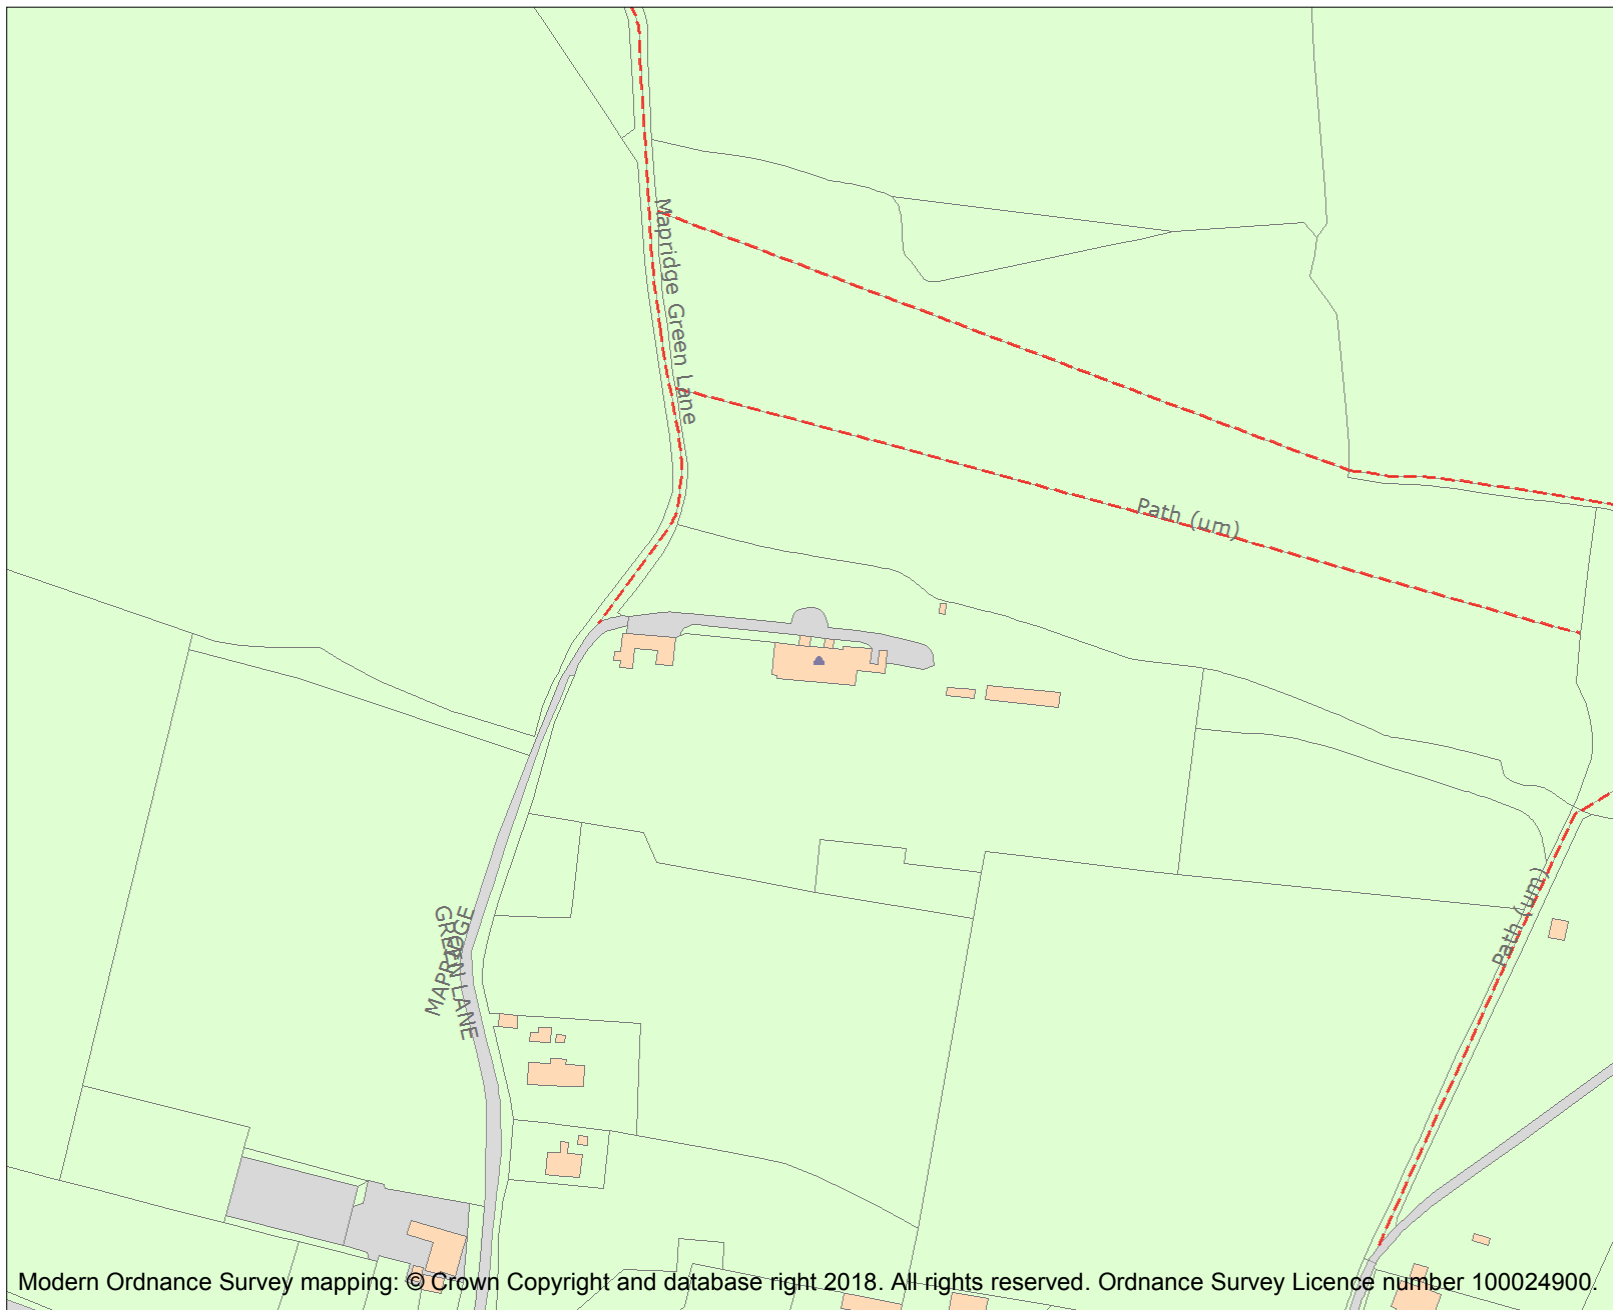 Mapridge Green Lane
Path (um)
Path (um)
MAPRIDGE
GREEN LANE
Modern Ordnance Survey mapping: © Crown Copyright and database right 2018. All rights reserved. Ordnance Survey Licence number 100024900.